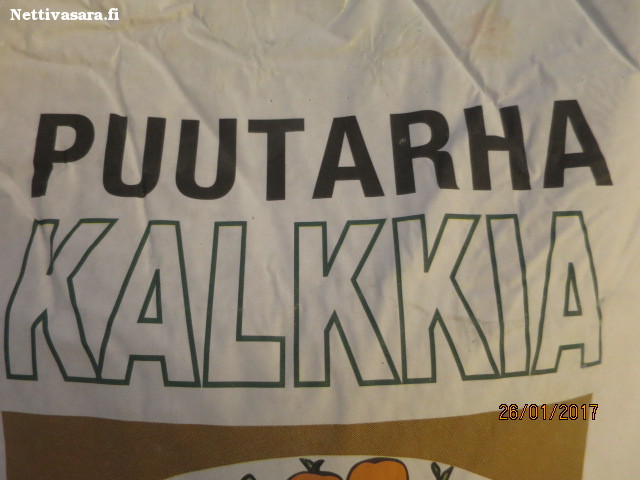 Nettivasara.fi
PUUTARHA
KALKKIA
26/01/2017